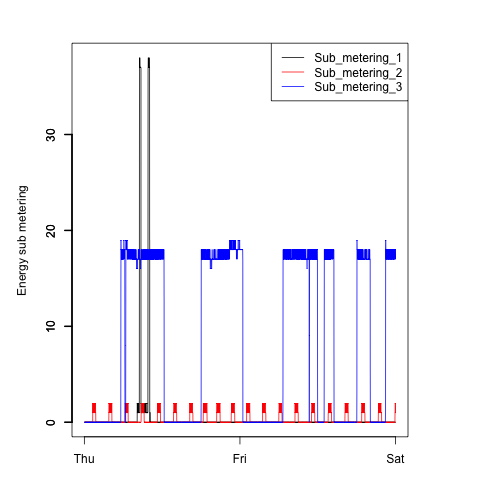 Sub_metering_1
Sub_metering_2
Sub_metering_3
Energy sub metering
30
20
10
0
Thu Fri Sat